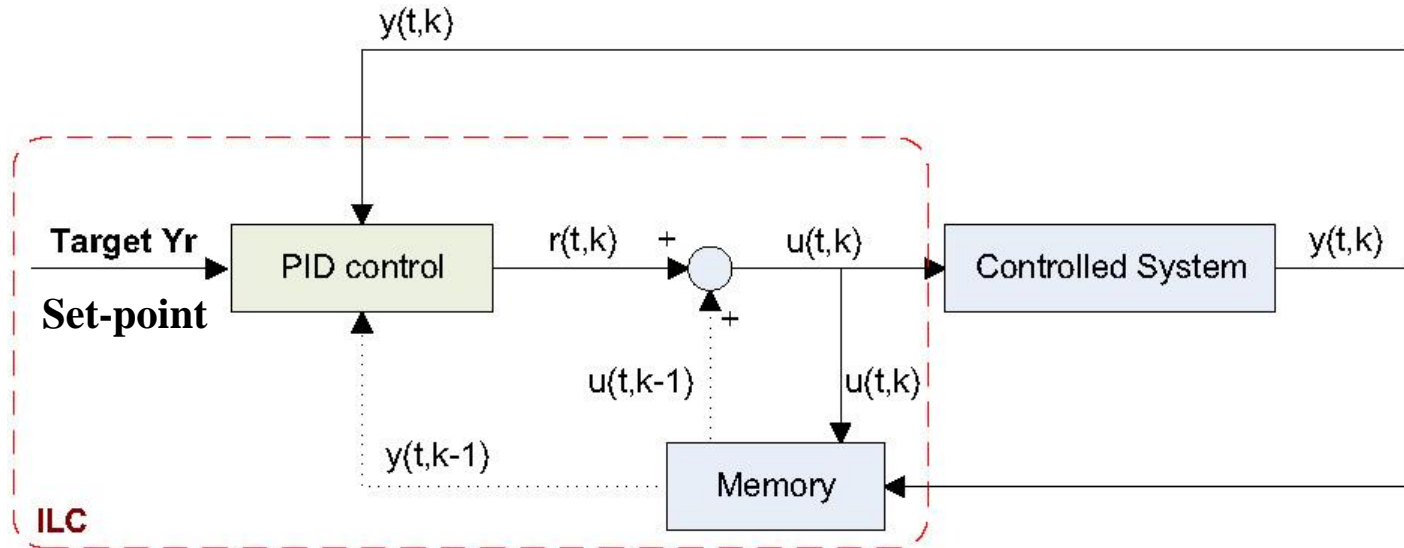 y(t,k)
Target Yr
Set-point
PID control
r(t,k)
+
+
u(t,k)
Controlled System
y(t,k)
u(t,k-1)
u(t,k)
y(t,k-1)
Memory
ILC